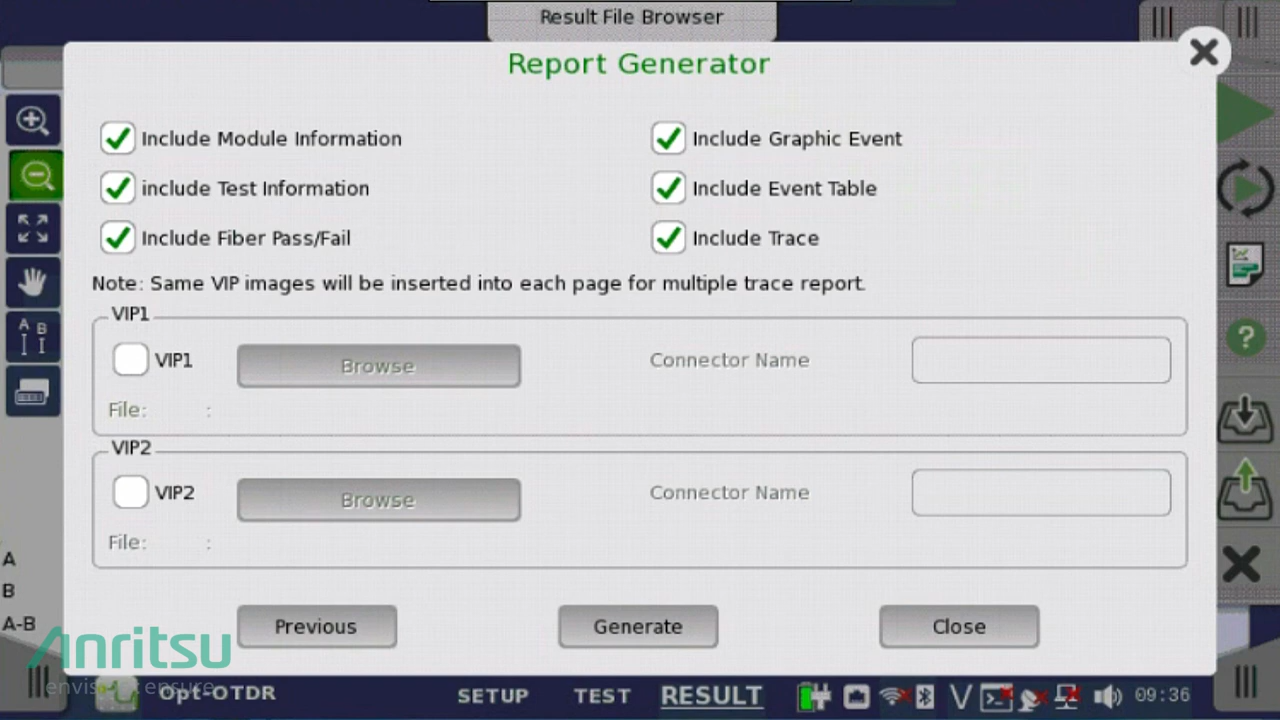 Result File Browser
Report Generator
Include Module Information
Include Graphic Event
include Test Information
Include Event Table
Include Fiber Pass/Fail
Include Trace
Note: Same VIP images will be inserted into each page for multiple trace report.
VIP1
VIP1
Browse
Connector Name
File: :
VIP2
VIP2
Browse
Connector Name
File: :
Previous
Generate
Close
A B
A
B
A-B
?
Anritsu
Opt-OTDR
SETUP
TEST
RESULT
V
09:36